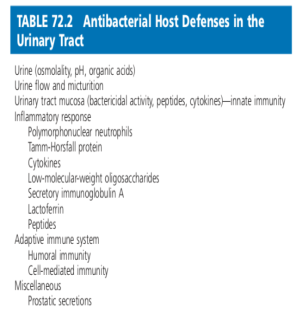 TABLE 72.2 Antibacterial Host Defenses in the
Urinary Tract
Urine (osmolality, pH, organic acids)
Urine flow and micturition
Urinary tract mucosa (bactericidal activity, peptides, cytokines)—innate immunity
Inflammatory response
Polymorphonuclear neutrophils
Tamm-Horsfall protein
Cytokines
Low-molecular-weight oligosaccharides
Secretory immunoglobulin A
Lactoferrin
Peptides
Adaptive immune system
Humoral immunity
Cell-mediated immunity
Miscellaneous
Prostatic secretions